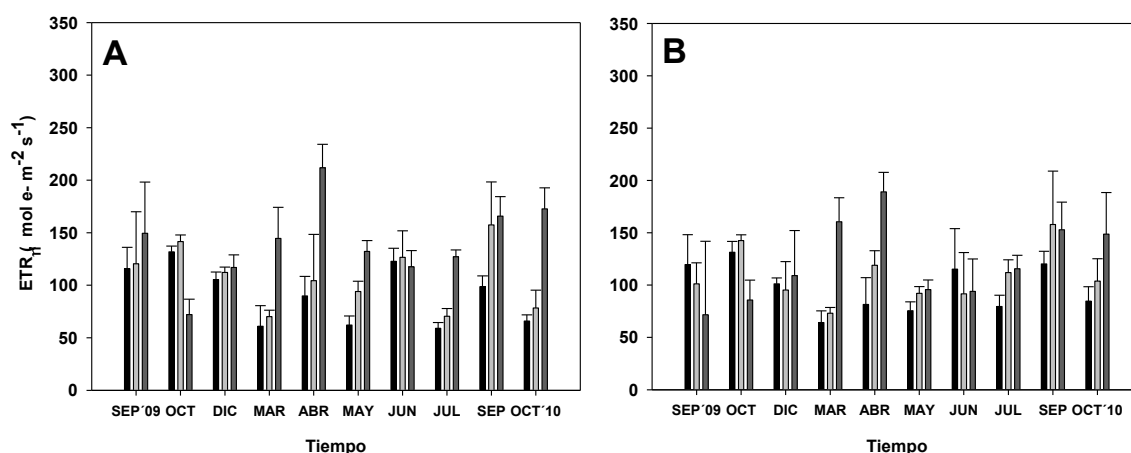 A
B
350
300
250
200
150
100
50
0
ETR ( mol e- m-2 s-1)
SEP´09 OCT DIC MAR ABR MAY JUN JUL SEP OCT´10
Tiempo
350
300
250
200
150
100
50
0
SEP´09 OCT DIC MAR ABR MAY JUN JUL SEP OCT´10
Tiempo